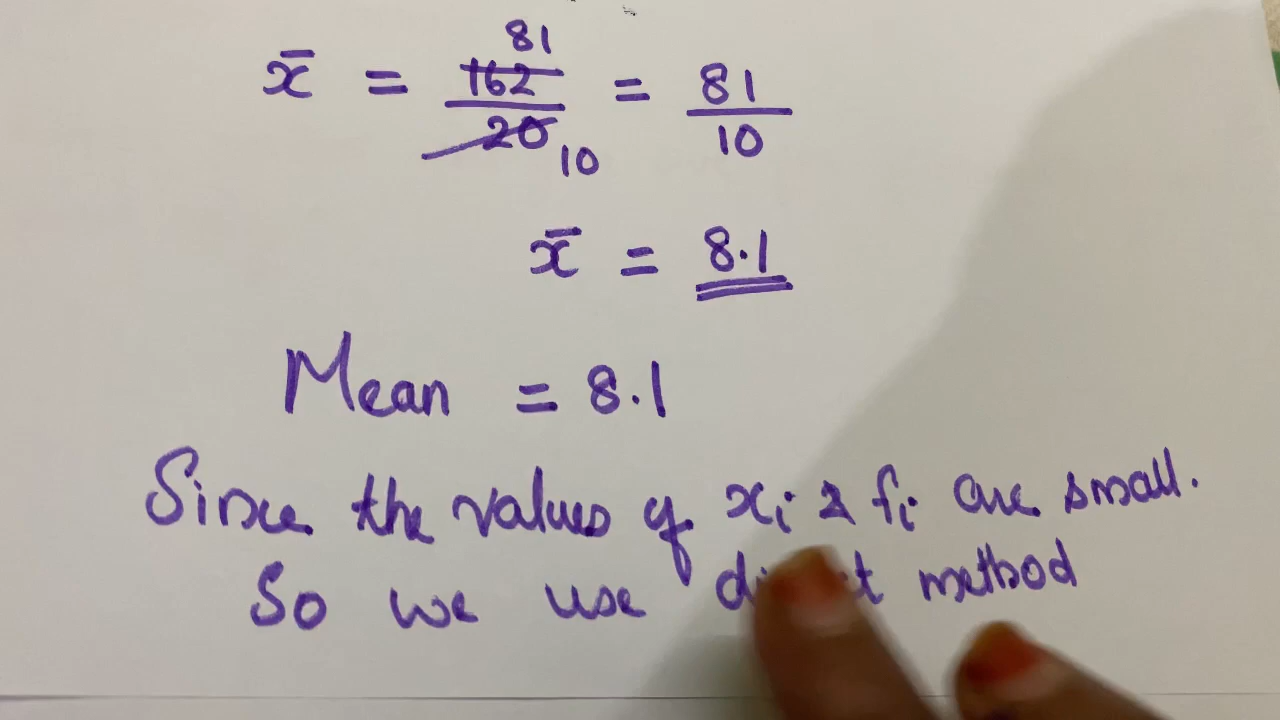 x̄ = 162/20 81 10 = 81/10
x̄ = 8.1
Mean = 8.1
Since the values of xi & fi are small.
So we use method